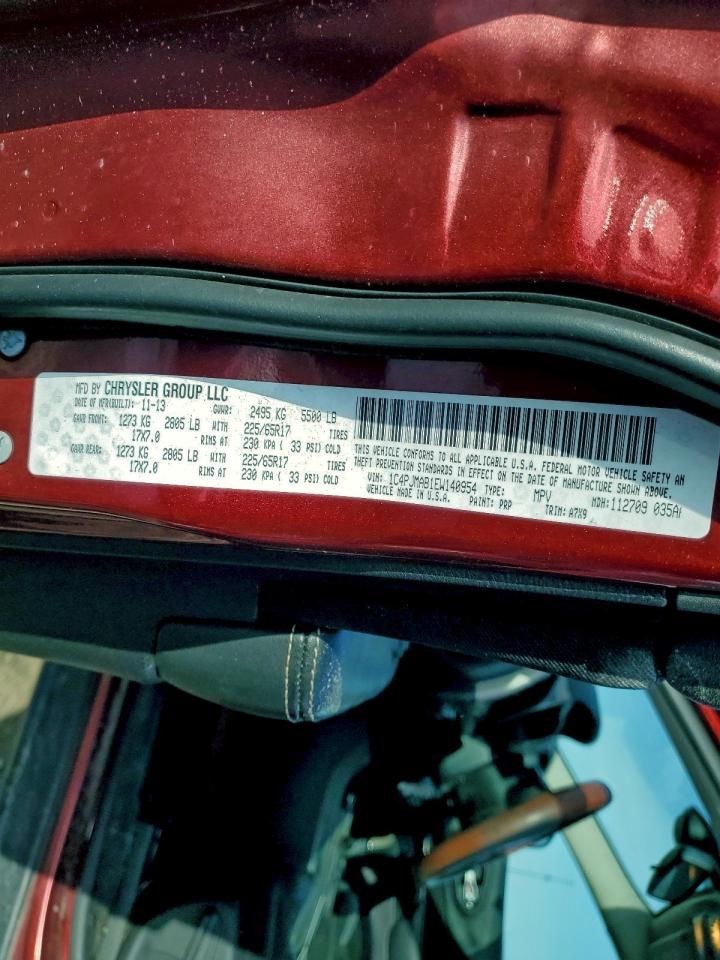 MFD BY CHRYSLER GROUP LLC
DATE OF MFR(BUILT): 11-13 GVWR: 2495 KG 5500 LB
GAWR FRONT: 1273 KG 2805 LB WITH 225/65R17 TIRES
17X7.0 RIMS AT 230 KPA ( 33 PSI) COLD
GAWR REAR: 1273 KG 2805 LB WITH 225/65R17 TIRES
17X7.0 RIMS AT 230 KPA ( 33 PSI) COLD
THIS VEHICLE CONFORMS TO ALL APPLICABLE U.S.A. FEDERAL MOTOR VEHICLE SAFETY AN
THEFT PREVENTION STANDARDS IN EFFECT ON THE DATE OF MANUFACTURE SHOWN ABOVE.
VIN: 1C4PJMAB1EW140954 TYPE: MPV MDH: 112709 035A
VEHICLE MADE IN U.S.A. PAINT: PRP TRIM: A7X9